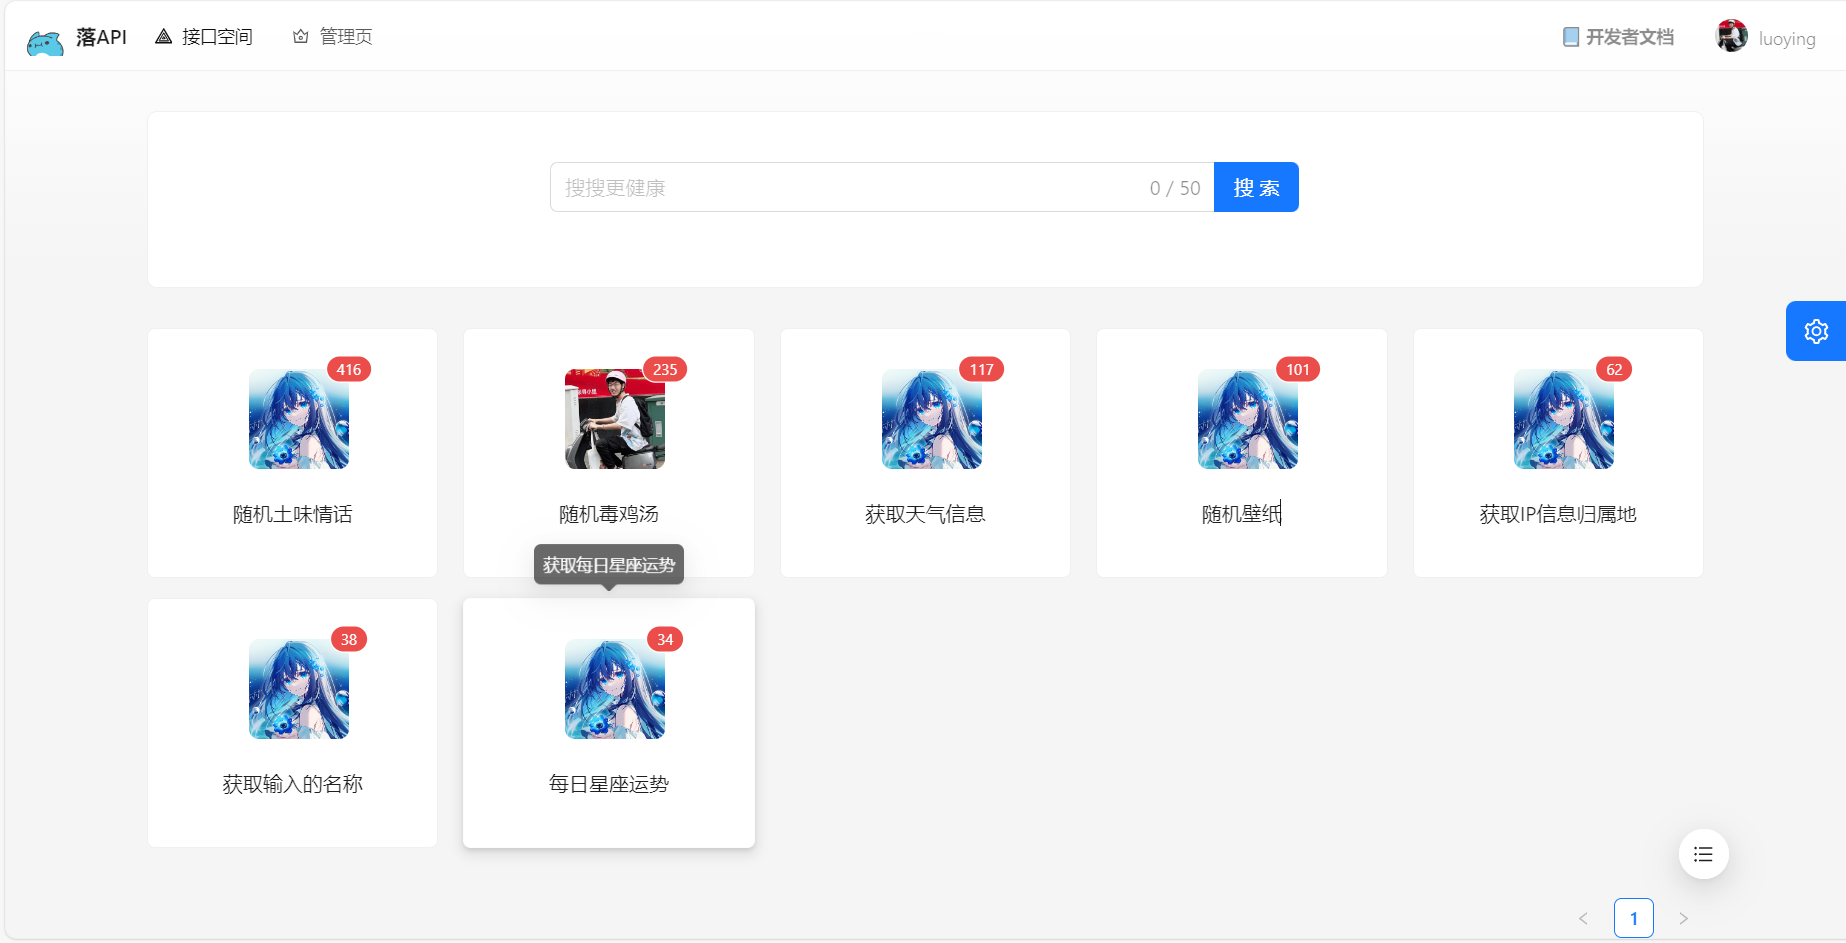 落API
接口空间
管理页
开发者文档
luoying
搜搜更健康
0 / 50
搜 索
416
235
117
101
62
随机土味情话
随机毒鸡汤
获取天气信息
随机壁纸
获取IP信息归属地
获取每日星座运势
38
34
获取输入的名称
每日星座运势
<
1
>